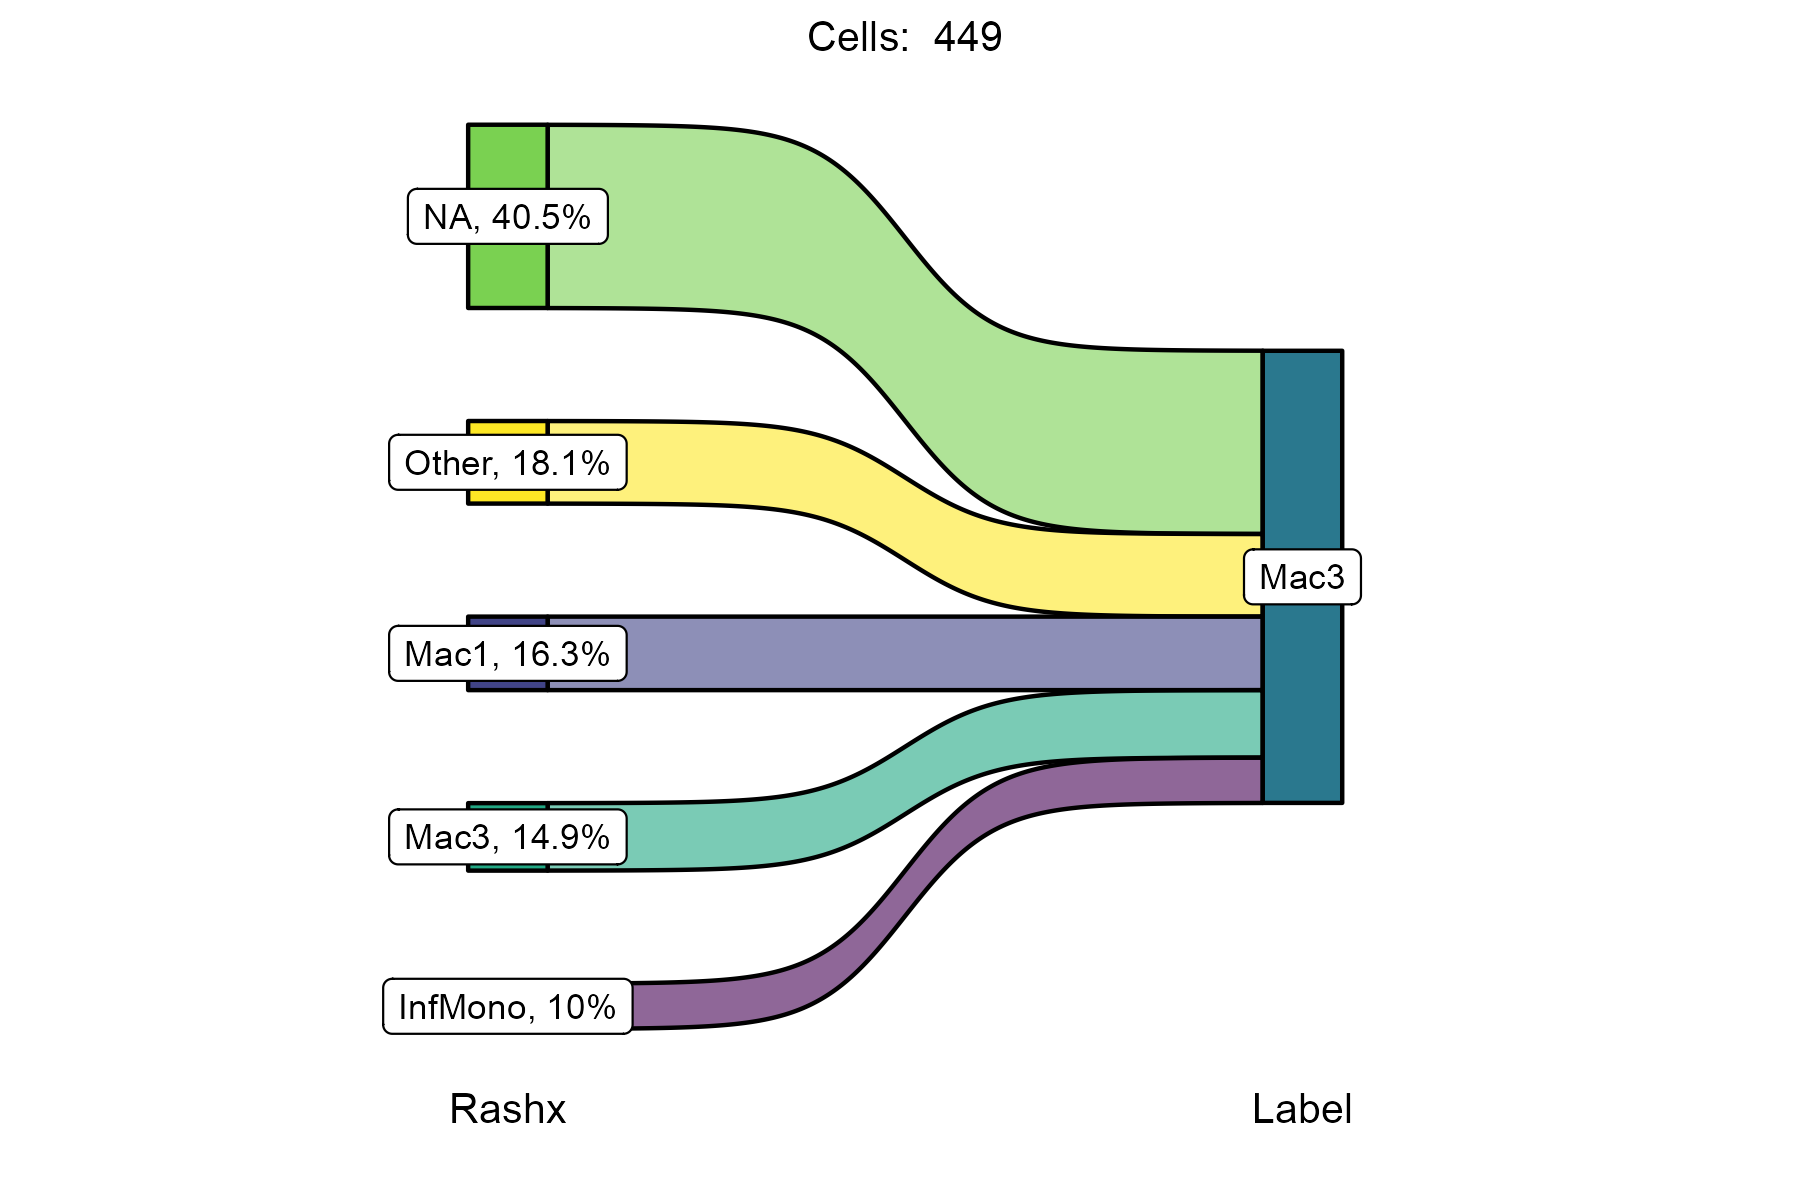 Cells:  449
NA, 40.5%
Other, 18.1%
Mac3
Mac1, 16.3%
Mac3, 14.9%
InfMono, 10%
Rashx
Label